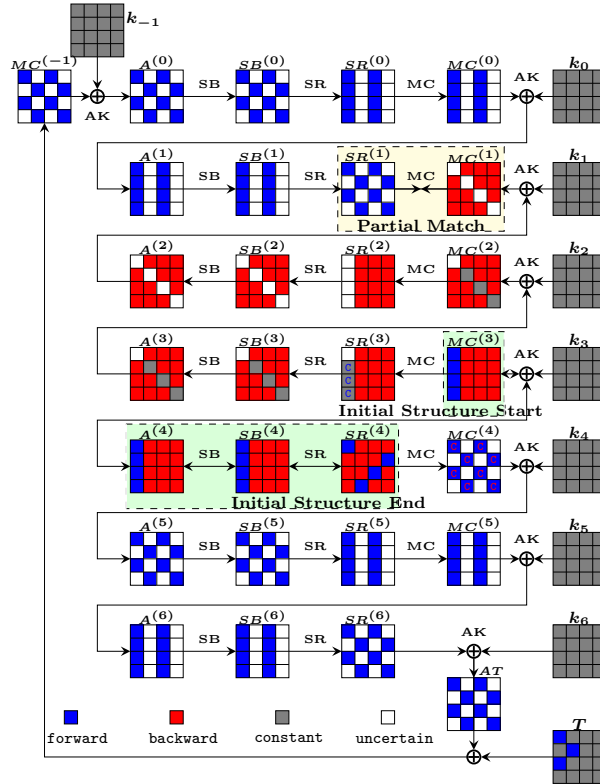 k₋₁
MC⁽⁻¹⁾ A⁽⁰⁾ SB⁽⁰⁾ SR⁽⁰⁾ MC⁽⁰⁾ k₀
SB SR MC AK
AK
A⁽¹⁾ SB⁽¹⁾ SR⁽¹⁾ MC⁽¹⁾ k₁
SB SR MC AK
Partial Match
A⁽²⁾ SB⁽²⁾ SR⁽²⁾ MC⁽²⁾ k₂
SB SR MC AK
A⁽³⁾ SB⁽³⁾ SR⁽³⁾ MC⁽³⁾ k₃
SB SR MC AK
C
C
C
Initial Structure Start
A⁽⁴⁾ SB⁽⁴⁾ SR⁽⁴⁾ MC⁽⁴⁾ k₄
SB SR MC AK
C C
C C
C C
C C
Initial Structure End
A⁽⁵⁾ SB⁽⁵⁾ SR⁽⁵⁾ MC⁽⁵⁾ k₅
SB SR MC AK
A⁽⁶⁾ SB⁽⁶⁾ SR⁽⁶⁾ k₆
SB SR AK
AT
forward backward constant uncertain
T